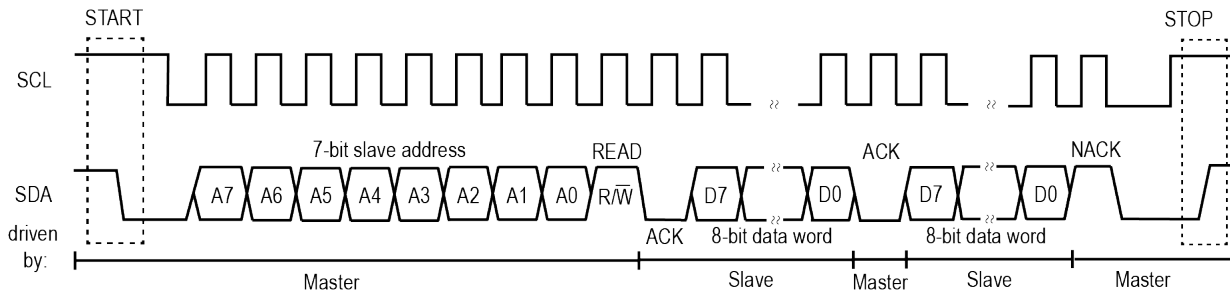 START STOP
SCL
7-bit slave address READ ACK NACK
SDA A7 A6 A5 A4 A3 A2 A1 A0 R/W̅ D7 D0 D7 D0
driven ACK 8-bit data word 8-bit data word
by: Master Slave Master Slave Master